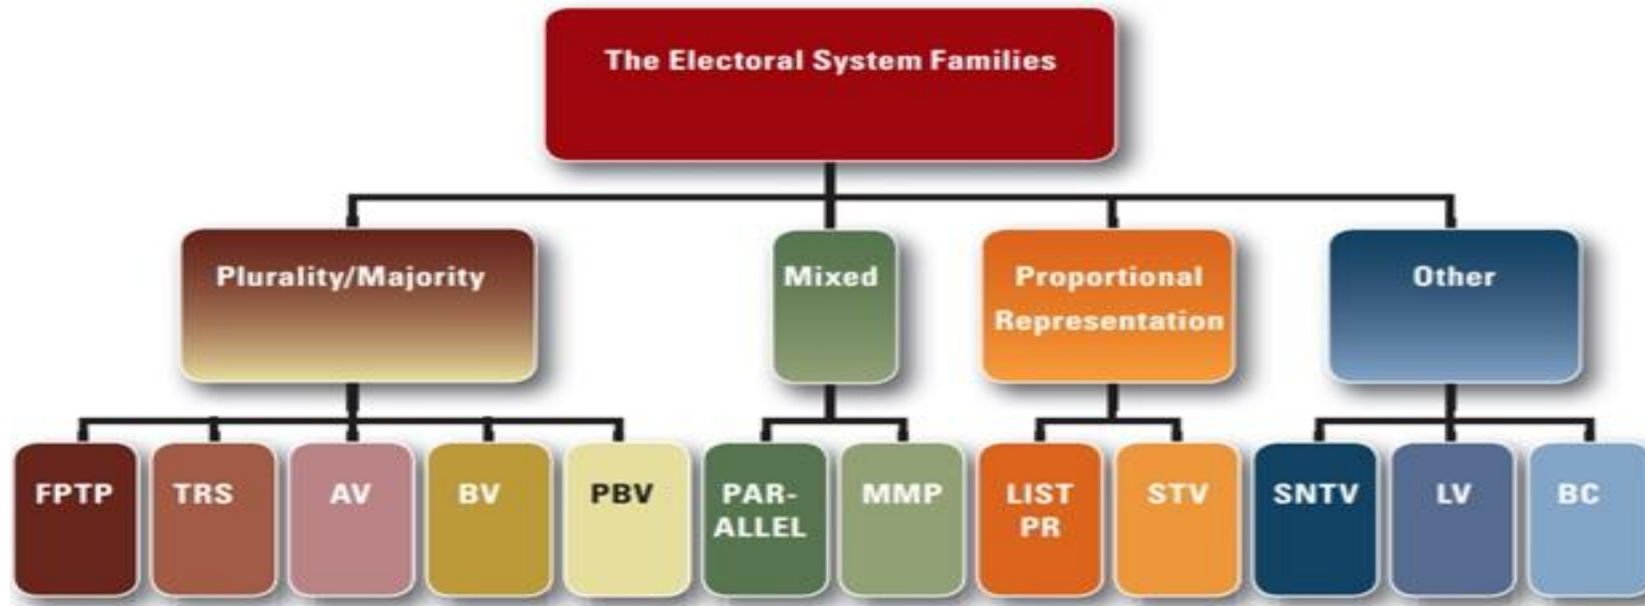 The Electoral System Families
Plurality/Majority
Mixed
Proportional
Representation
Other
FPTP
TRS
AV
BV
PBV
PAR-
ALLEL
MMP
LIST
PR
STV
SNTV
LV
BC